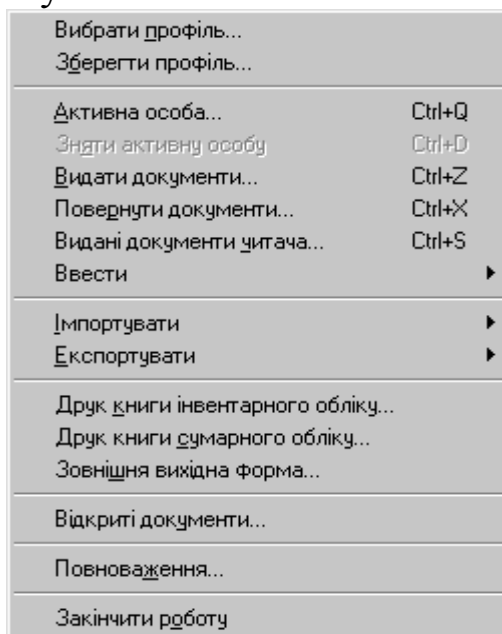 Вибрати профіль...
Зберегти профіль...
Активна особа... Ctrl+Q
Зняти активну особу Ctrl+D
Видати документи... Ctrl+Z
Повернути документи... Ctrl+X
Видані документи читача... Ctrl+S
Ввести
Імпортувати
Експортувати
Друк книги інвентарного обліку...
Друк книги сумарного обліку...
Зовнішня вихідна форма...
Відкриті документи...
Повноваження...
Закінчити роботу